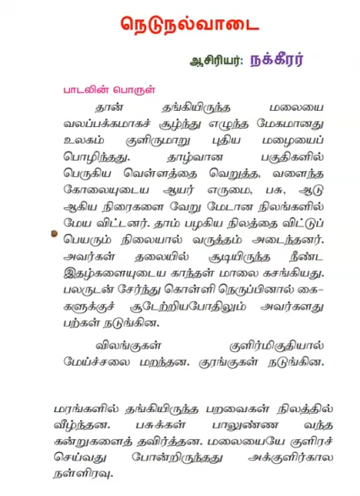 நெடுநல்வாடை
ஆசிரியர்: நக்கீரர்
பாடலின் பொருள்
தான் தங்கியிருந்த மலையை
வலப்பக்கமாகச் சூழ்ந்து எழுந்த மேகமானது
உலகம் குளிருமாறு புதிய மழையைப்
பொழிந்தது. தாழ்வான பகுதிகளில்
பெருகிய வெள்ளத்தை வெறுத்த, வளைந்த
கோலையுடைய ஆயர் எருமை, பசு, ஆடு
ஆகிய நிரைகளை வேறு மேடான நிலங்களில்
மேய விட்டனர். தாம் பழகிய நிலத்தை விட்டுப்
பெயரும் நிலையால் வருத்தம் அடைந்தனர்.
அவர்கள் தலையில் சூடியிருந்த நீண்ட
இதழ்களையுடைய காந்தள் மாலை கசங்கியது.
பலருடன் சேர்ந்து கொள்ளி நெருப்பினால் கை-
களுக்குச் சூடேற்றியபோதிலும் அவர்களது
பற்கள் நடுங்கின.
விலங்குகள் குளிர்மிகுதியால்
மேய்ச்சலை மறந்தன. குரங்குகள் நடுங்கின.
மரங்களில் தங்கியிருந்த பறவைகள் நிலத்தில்
வீழ்ந்தன. பசுக்கள் பாலுண்ண வந்த
கன்றுகளைத் தவிர்த்தன. மலையையே குளிரச்
செய்வது போன்றிருந்தது அக்குளிர்கால
நள்ளிரவு.